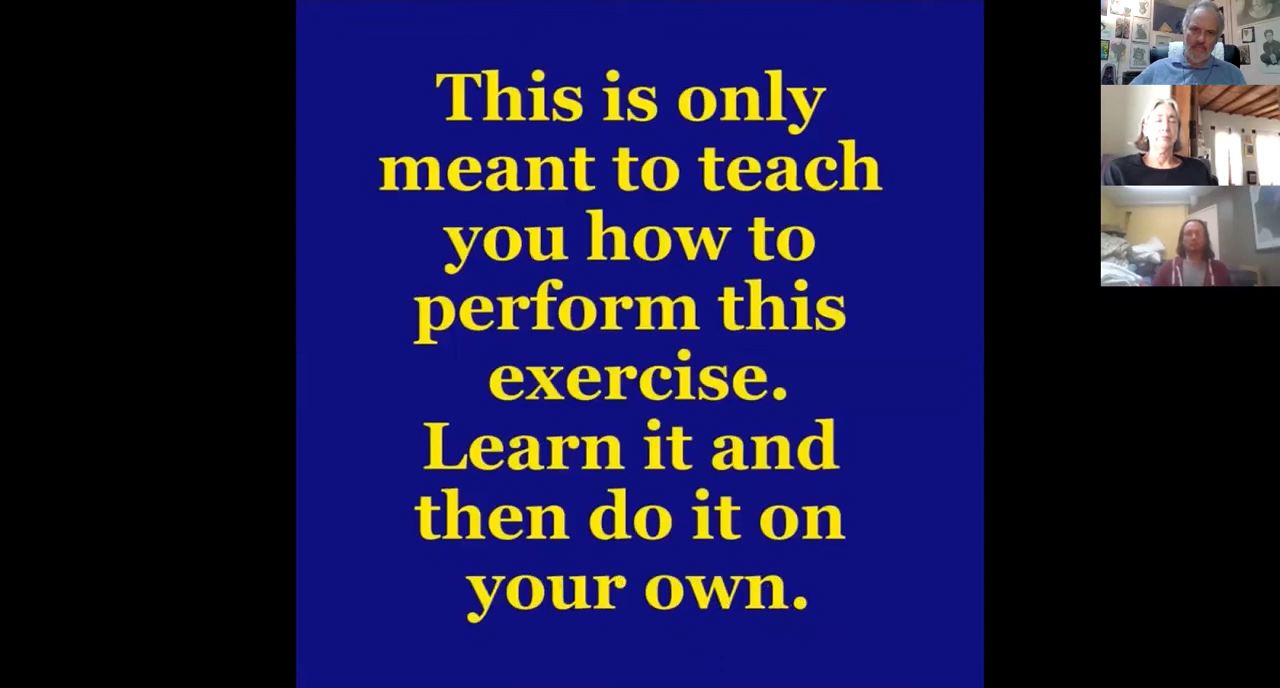 This is only
meant to teach
you how to
perform this
exercise.
Learn it and
then do it on
your own.